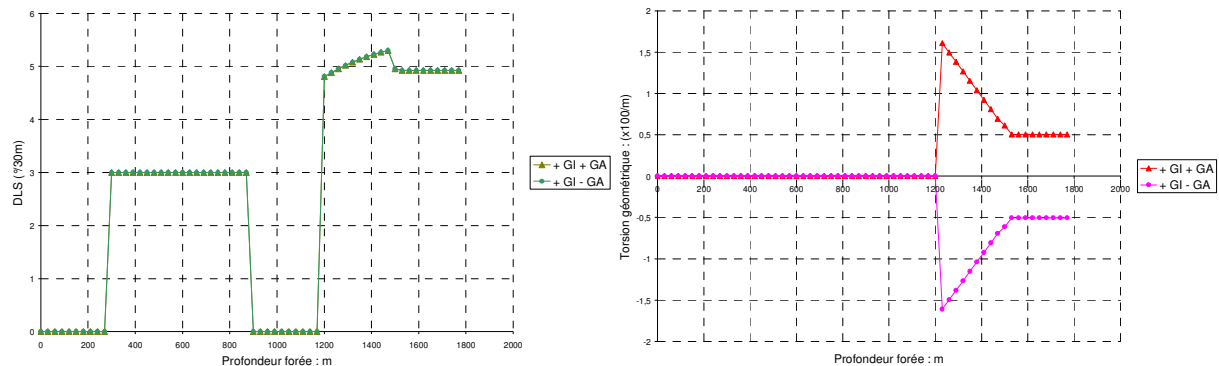 6
5
4
3
2
1
0
DLS (°/30m)
0 200 400 600 800 1000 1200 1400 1600 1800 2000
Profondeur forée : m
+ GI + GA
+ GI - GA
2
1,5
1
0,5
0
-0,5
-1
-1,5
-2
Torsion géométrique : (x100/m)
0 200 400 600 800 1000 1200 1400 1600 1800 2000
Profondeur forée : m
+ GI + GA
+ GI - GA